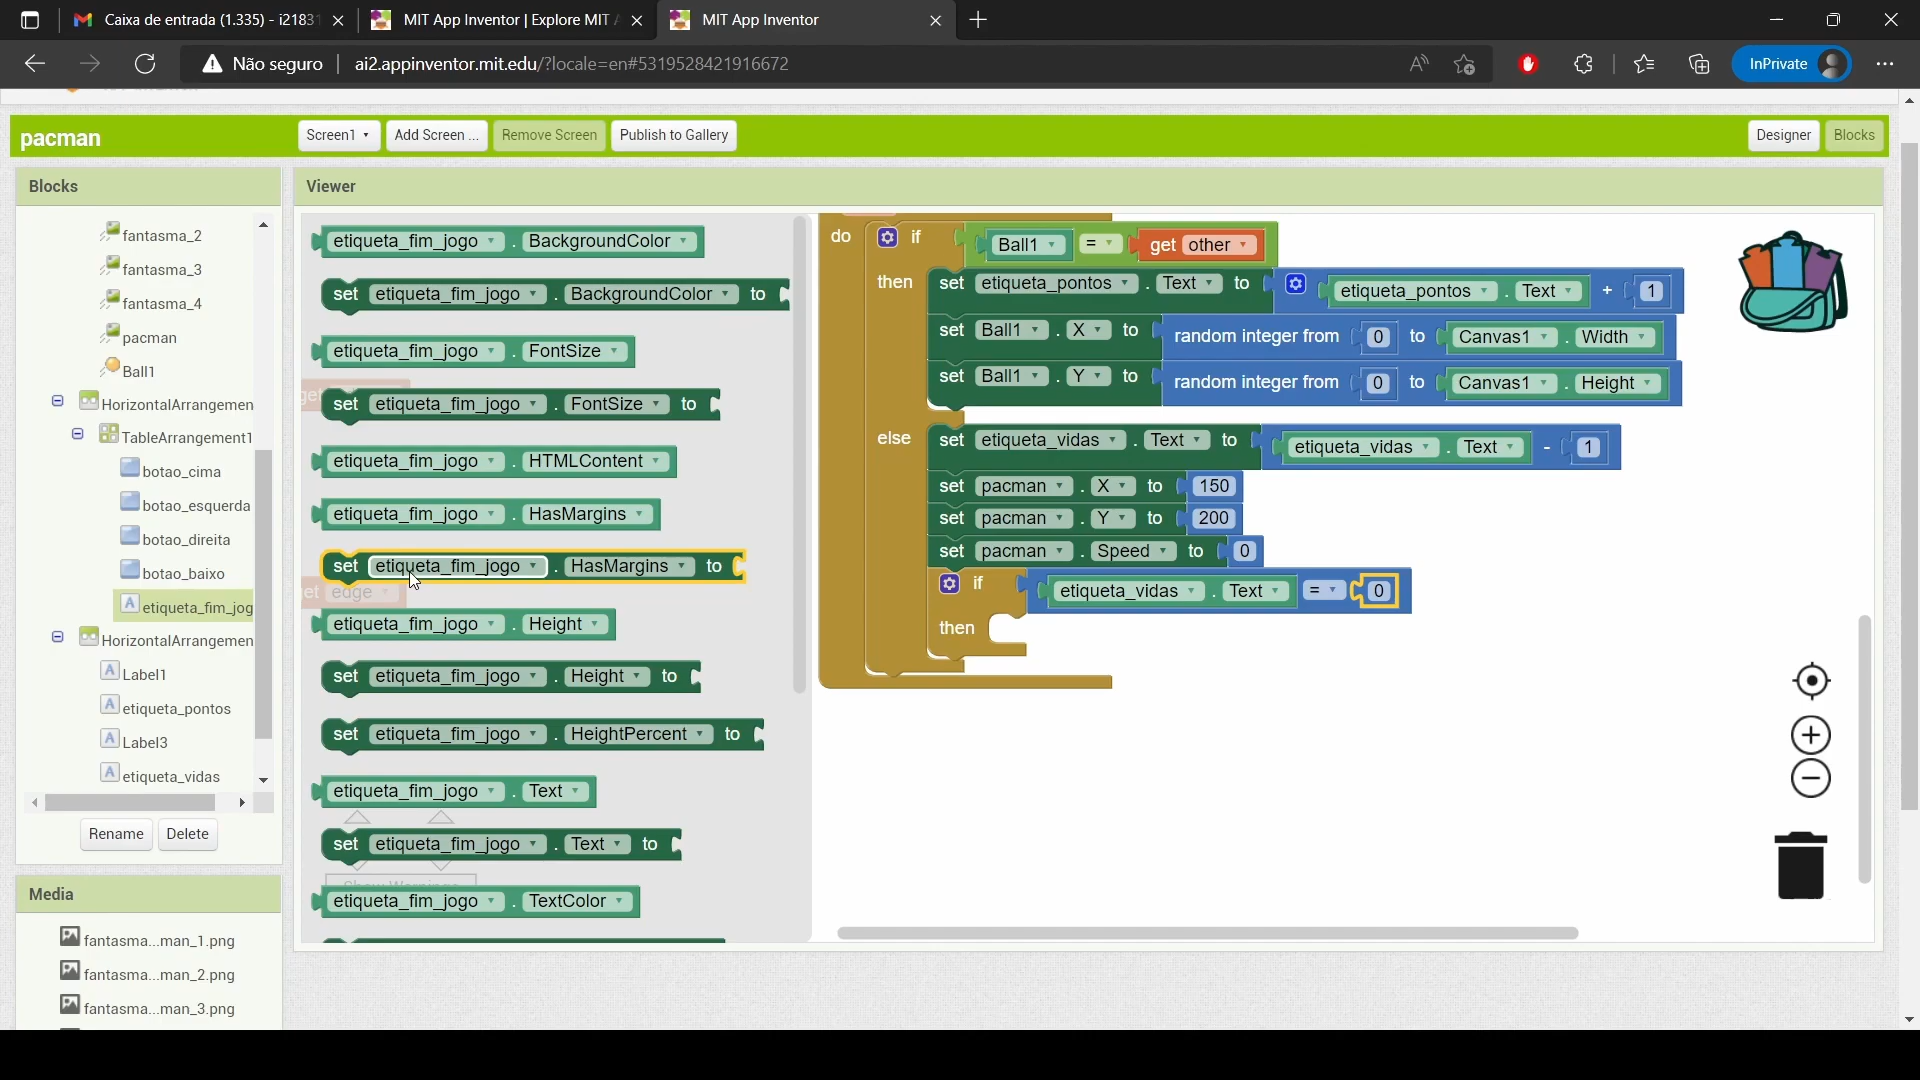 Caixa de entrada (1.335) - i2183
MIT App Inventor | Explore MIT
MIT App Inventor
Não seguro
ai2.appinventor.mit.edu/?locale=en#5319528421916672
InPrivate
pacman
Screen1
Add Screen ...
Remove Screen
Publish to Gallery
Designer
Blocks
Blocks
fantasma_2
fantasma_3
fantasma_4
pacman
Ball1
HorizontalArrangemen
TableArrangement1
botao_cima
botao_esquerda
botao_direita
botao_baixo
etiqueta_fim_jog
HorizontalArrangemen
Label1
etiqueta_pontos
Label3
etiqueta_vidas
Rename
Delete
Media
fantasma...man_1.png
fantasma...man_2.png
fantasma...man_3.png
Viewer
etiqueta_fim_jogo . BackgroundColor
set etiqueta_fim_jogo . BackgroundColor to
etiqueta_fim_jogo . FontSize
set etiqueta_fim_jogo . FontSize to
etiqueta_fim_jogo . HTMLContent
etiqueta_fim_jogo . HasMargins
set etiqueta_fim_jogo . HasMargins to
get edge
etiqueta_fim_jogo . Height
set etiqueta_fim_jogo . Height to
set etiqueta_fim_jogo . HeightPercent to
etiqueta_fim_jogo . Text
set etiqueta_fim_jogo . Text to
Show Warnings
etiqueta_fim_jogo . TextColor
do if Ball1 = get other
then set etiqueta_pontos . Text to etiqueta_pontos . Text + 1
set Ball1 . X to random integer from 0 to Canvas1 . Width
set Ball1 . Y to random integer from 0 to Canvas1 . Height
else set etiqueta_vidas . Text to etiqueta_vidas . Text - 1
set pacman . X to 150
set pacman . Y to 200
set pacman . Speed to 0
if etiqueta_vidas . Text = 0
then